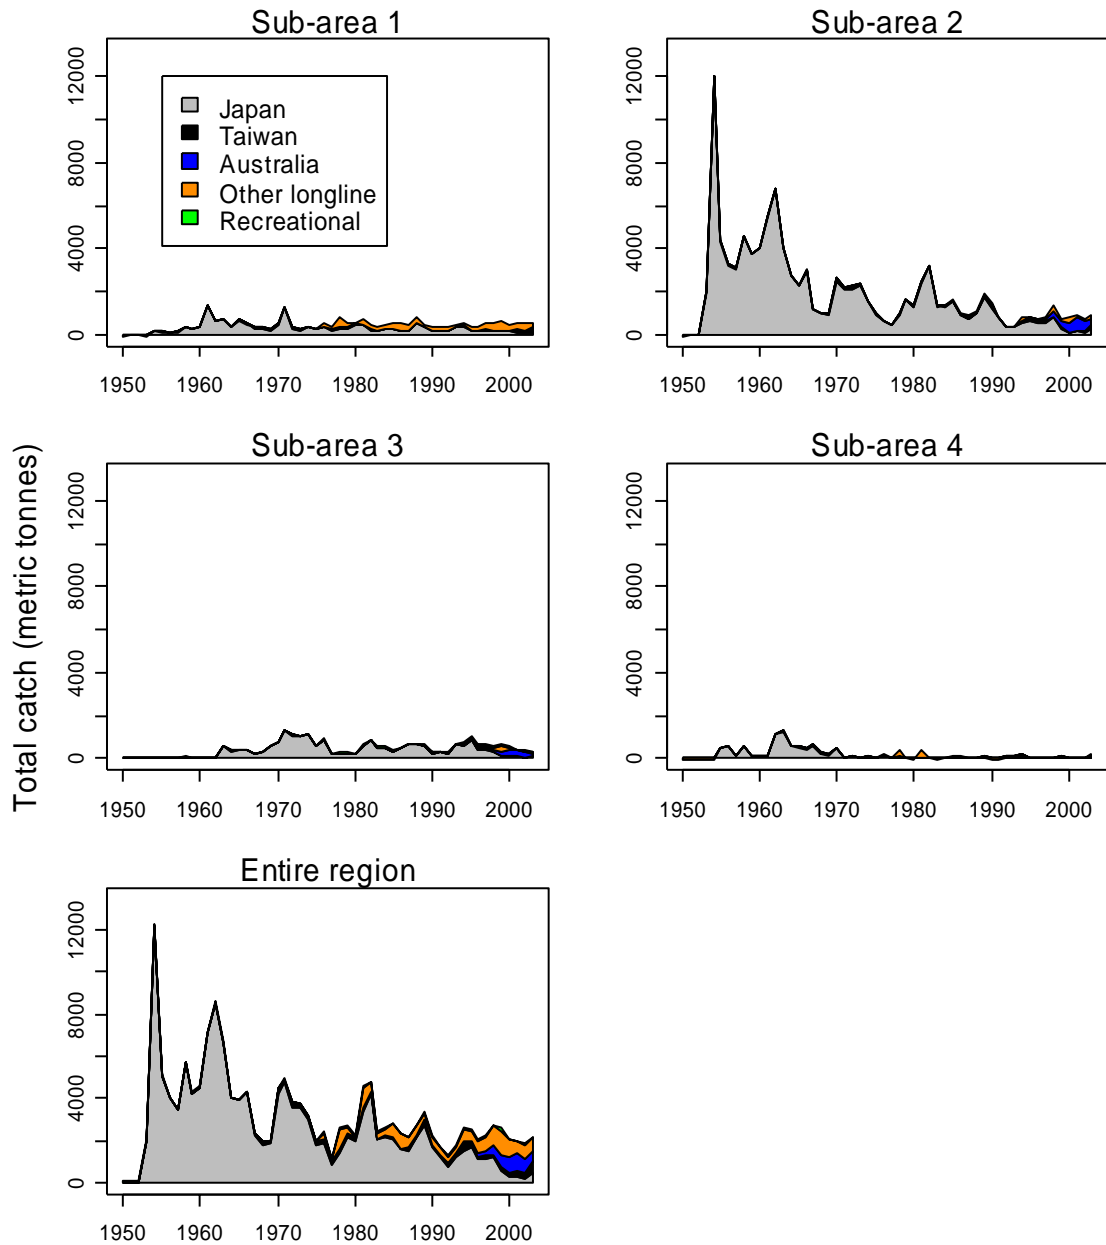 Sub-area 1
12000
8000
4000
0
Japan
Taiwan
Australia
Other longline
Recreational
1950 1960 1970 1980 1990 2000
Sub-area 2
12000
8000
4000
0
1950 1960 1970 1980 1990 2000
Total catch (metric tonnes)
Sub-area 3
12000
8000
4000
0
1950 1960 1970 1980 1990 2000
Sub-area 4
12000
8000
4000
0
1950 1960 1970 1980 1990 2000
Entire region
12000
8000
4000
0
1950 1960 1970 1980 1990 2000